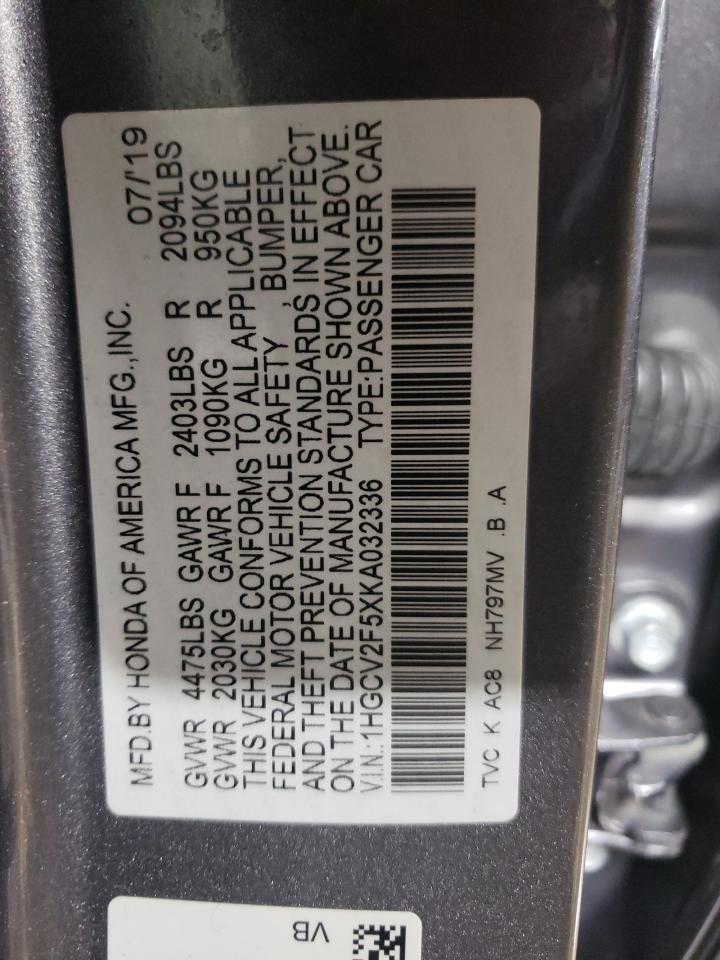 MFD.BY HONDA OF AMERICA MFG.,INC. 07/'19
GVWR 4475LBS GAWR F 2403LBS R 2094LBS
GVWR 2030KG GAWR F 1090KG R 950KG
THIS VEHICLE CONFORMS TO ALL APPLICABLE
FEDERAL MOTOR VEHICLE SAFETY , BUMPER,
AND THEFT PREVENTION STANDARDS IN EFFECT
ON THE DATE OF MANUFACTURE SHOWN ABOVE.
V.I.N.:1HGCV2F5XKA032336 TYPE:PASSENGER CAR
TVC K AC8 NH797MV .B .A
VB